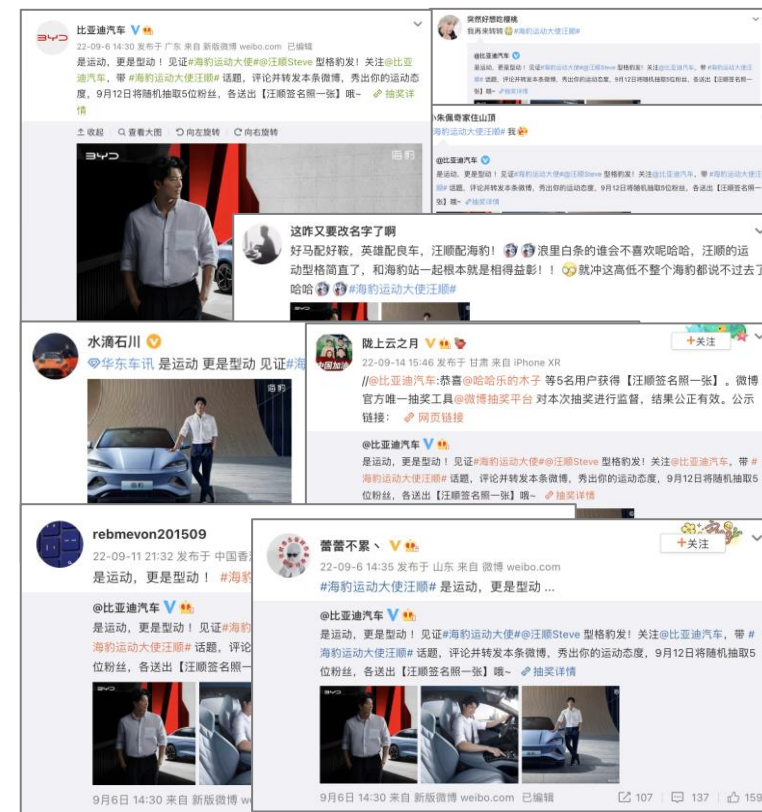 BYD
比亚迪汽车
22-09-6 14:30 发布于 广东 来自 新版微博 weibo.com 已编辑
是运动，更是型动！见证#海豹运动大使#@汪顺Steve 型格豹发！关注@比亚
迪汽车，带 #海豹运动大使汪顺# 话题，评论并转发本条微博，秀出你的运动态
度，9月12日将随机抽取5位粉丝，各送出【汪顺签名照一张】哦~ 抽奖详
情
收起 查看大图 向左旋转 向右旋转
BYD 海豹
突然好想吃樱桃
我再来转转 #海豹运动大使汪顺#
@比亚迪汽车
是运动，更是型动！见证#海豹运动大使#@汪顺Steve 型格豹发！关注@比亚迪汽车，带 #海豹运动大使汪
顺# 话题，评论并转发本条微博，秀出你的运动态度，9月12日将随机抽取5位粉丝，各送出【汪顺签名照一
张】哦~ 抽奖详情
小朱佩奇家住山顶
海豹运动大使汪顺# 我
@比亚迪汽车
是运动，更是型动！见证#海豹运动大使#@汪顺Steve 型格豹发！关注@比亚迪汽车，带 #海豹运动大使汪
顺# 话题，评论并转发本条微博，秀出你的运动态度，9月12日将随机抽取5位粉丝，各送出【汪顺签名照一
张】哦~ 抽奖详情
这咋又要改名字了啊
好马配好鞍，英雄配良车，汪顺配海豹！浪里白条的谁会不喜欢呢哈哈，汪顺的运
动型格简直了，和海豹站一起根本就是相得益彰！！就冲这高低不整个海豹都说不过去了
哈哈 #海豹运动大使汪顺#
水滴石川
华东车讯 是运动 更是型动 见证#海
海豹
陇上云之月
+关注
22-09-14 15:46 发布于 甘肃 来自 iPhone XR
//@比亚迪汽车:恭喜@哈哈乐的木子 等5名用户获得【汪顺签名照一张】。微博
官方唯一抽奖工具@微博抽奖平台 对本次抽奖进行监督，结果公正有效。公示
链接： 网页链接
@比亚迪汽车
是运动，更是型动！见证#海豹运动大使#@汪顺Steve 型格豹发！关注@比亚迪汽车，带 #
海豹运动大使汪顺# 话题，评论并转发本条微博，秀出你的运动态度，9月12日将随机抽取5
位粉丝，各送出【汪顺签名照一张】哦~ 抽奖详情
rebmevon201509
22-09-11 21:32 发布于 中国香
是运动，更是型动！ #海豹
@比亚迪汽车
是运动，更是型动！见证#海豹
海豹运动大使汪顺# 话题，评论
位粉丝，各送出【汪顺签名照一
BYD
9月6日 14:30 来自 新版微博 we
蕾蕾不累丶
+关注
22-09-6 14:35 发布于 山东 来自 微博 weibo.com
#海豹运动大使汪顺# 是运动，更是型动 ...
@比亚迪汽车
是运动，更是型动！见证#海豹运动大使#@汪顺Steve 型格豹发！关注@比亚迪汽车，带 #
海豹运动大使汪顺# 话题，评论并转发本条微博，秀出你的运动态度，9月12日将随机抽取5
位粉丝，各送出【汪顺签名照一张】哦~ 抽奖详情
BYD
9月6日 14:30 来自 新版微博 weibo.com 已编辑
107 137 159